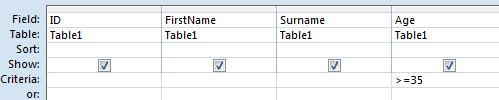 Field: ID FirstName Surname Age
Table: Table1 Table1 Table1 Table1
Sort:
Show:
Criteria: >=35
or: